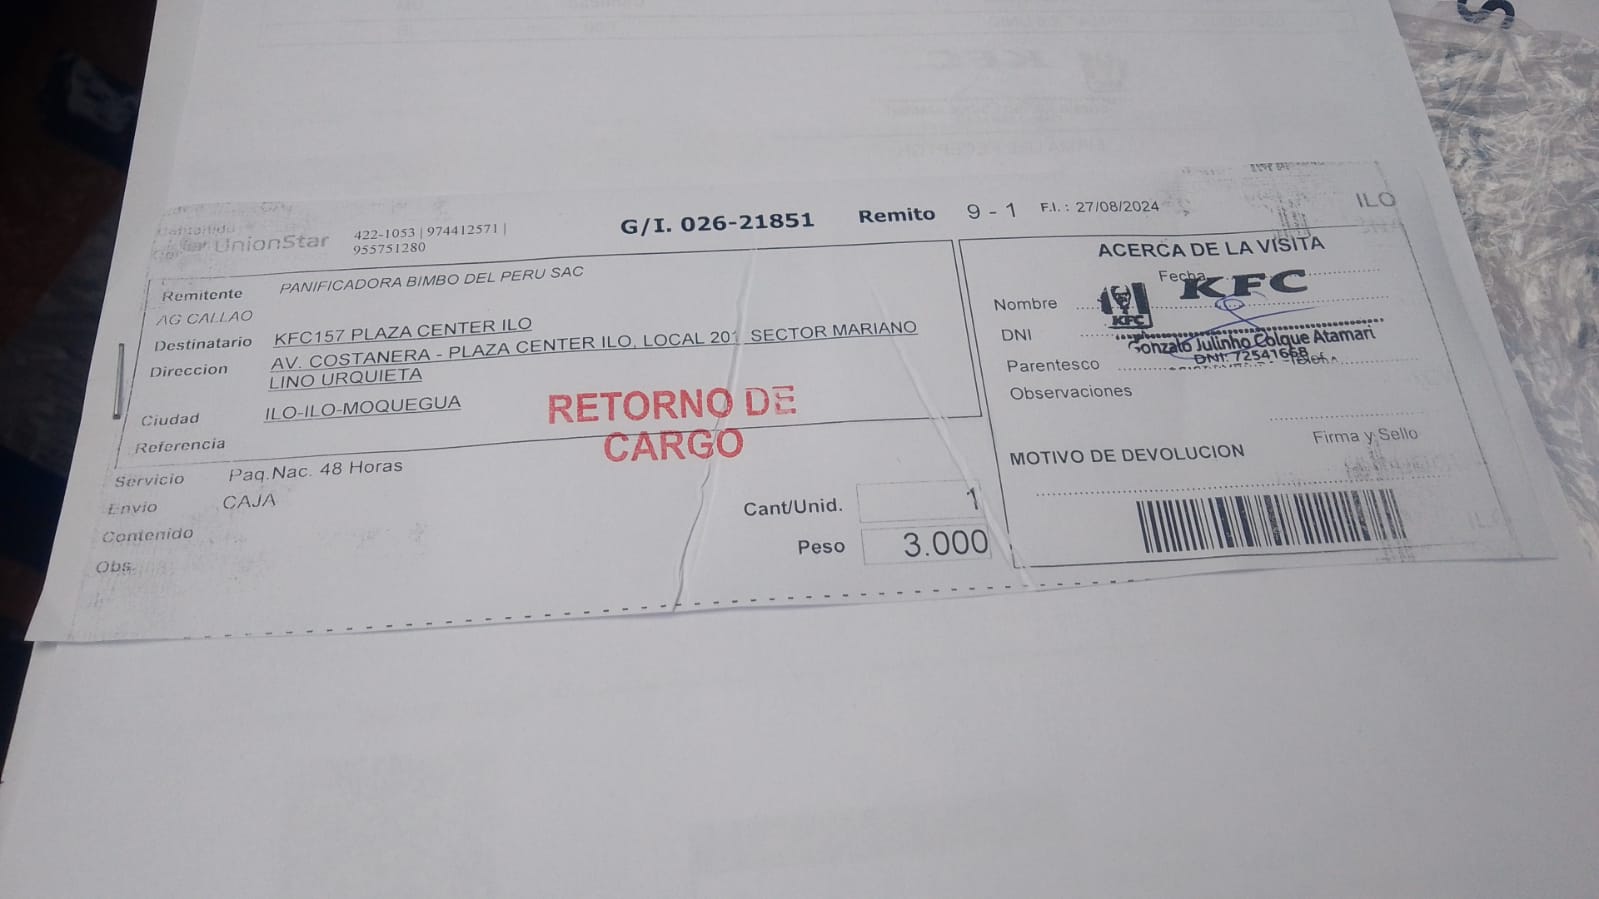 UnionStar
422-1053 | 974412571 |
955751280
G/I. 026-21851 Remito 9 - 1 F.I. : 27/08/2024
ILO
Remitente PANIFICADORA BIMBO DEL PERU SAC
AG CALLAO
Destinatario KFC157 PLAZA CENTER ILO
Direccion AV. COSTANERA - PLAZA CENTER ILO, LOCAL 201 SECTOR MARIANO
LINO URQUIETA
Ciudad ILO-ILO-MOQUEGUA
Referencia
RETORNO DE
CARGO
Servicio Paq.Nac. 48 Horas
Envio CAJA
Contenido
Obs.
Cant/Unid. 1
Peso 3.000
ACERCA DE LA VISITA
Fecha
KFC
Nombre
KFC
DNI
Gonzalo Julinho Colque Atamari
DNI: 72541668
Parentesco
Observaciones
Firma y Sello
MOTIVO DE DEVOLUCION